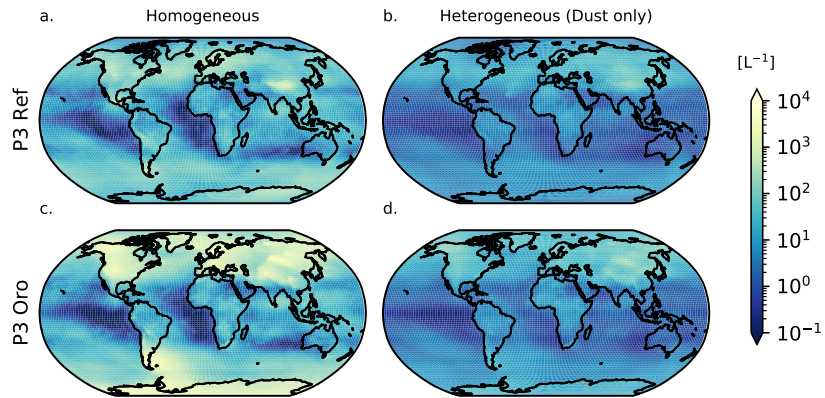 a. Homogeneous
b. Heterogeneous (Dust only)
P3 Ref
[L⁻¹]
10⁴
10³
10²
10¹
10⁰
10⁻¹
c.
d.
P3 Oro